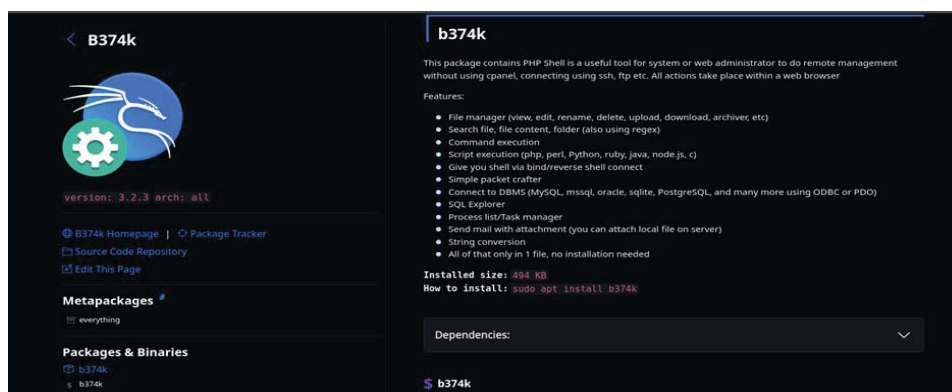 B374k
version: 3.2.3 arch: all
B374k Homepage | Package Tracker
Source Code Repository
Edit This Page
Metapackages
everything
Packages & Binaries
b374k
$ b374k
b374k
This package contains PHP Shell is a useful tool for system or web administrator to do remote management
without using cpanel, connecting using ssh, ftp etc. All actions take place within a web browser
Features:
● File manager (view, edit, rename, delete, upload, download, archiver, etc)
● Search file, file content, folder (also using regex)
● Command execution
● Script execution (php, perl, Python, ruby, java, node.js, c)
● Give you shell via bind/reverse shell connect
● Simple packet crafter
● Connect to DBMS (MySQL, mssql, oracle, sqlite, PostgreSQL, and many more using ODBC or PDO)
● SQL Explorer
● Process list/Task manager
● Send mail with attachment (you can attach local file on server)
● String conversion
● All of that only in 1 file, no installation needed
Installed size: 494 KB
How to install: sudo apt install b374k
Dependencies:
$ b374k